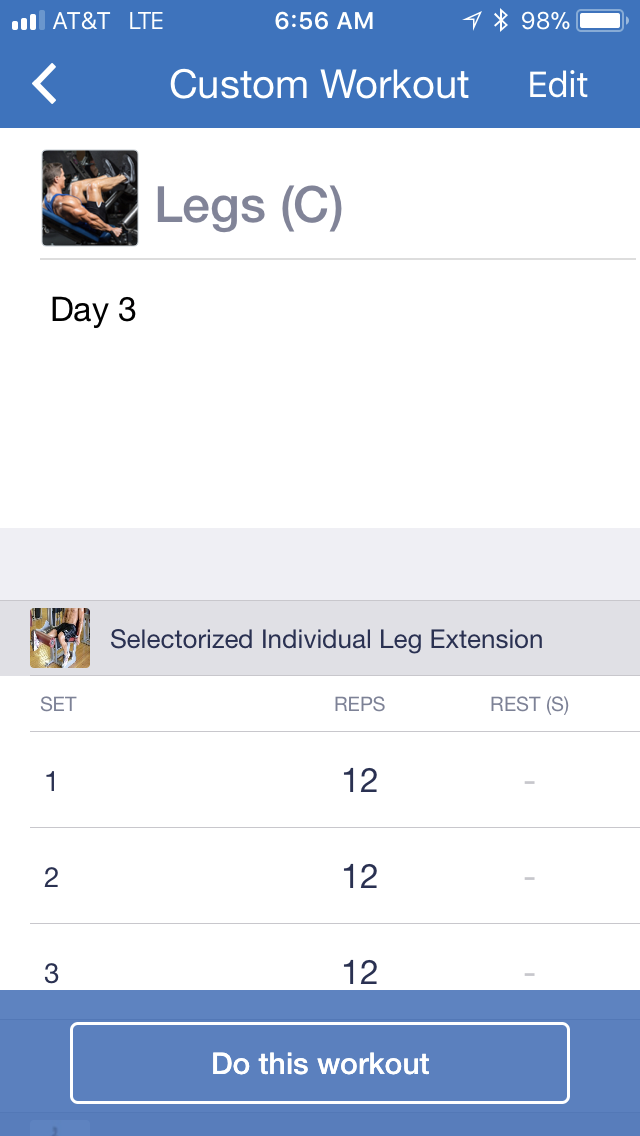 AT&T LTE 6:56 AM 98%
Custom Workout Edit
Legs (C)
Day 3
Selectorized Individual Leg Extension
SET REPS REST (S)
1 12 -
2 12 -
3 12 -
Do this workout